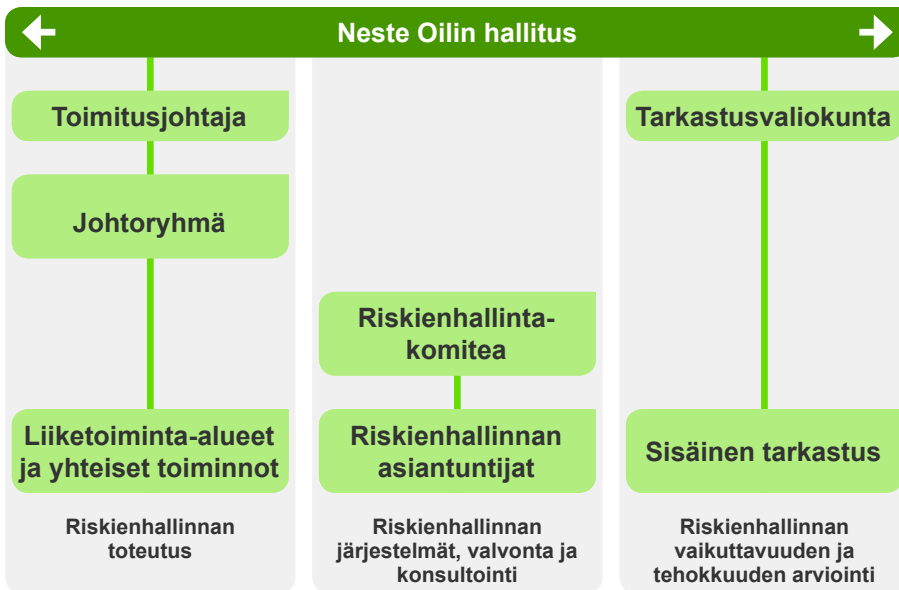 Neste Oilin hallitus
Toimitusjohtaja
Johtoryhmä
Liiketoiminta-alueet
ja yhteiset toiminnot
Riskienhallinnan
toteutus
Riskienhallinta-
komitea
Riskienhallinnan
asiantuntijat
Riskienhallinnan
järjestelmät, valvonta ja
konsultointi
Tarkastusvaliokunta
Sisäinen tarkastus
Riskienhallinnan
vaikuttavuuden ja
tehokkuuden arviointi